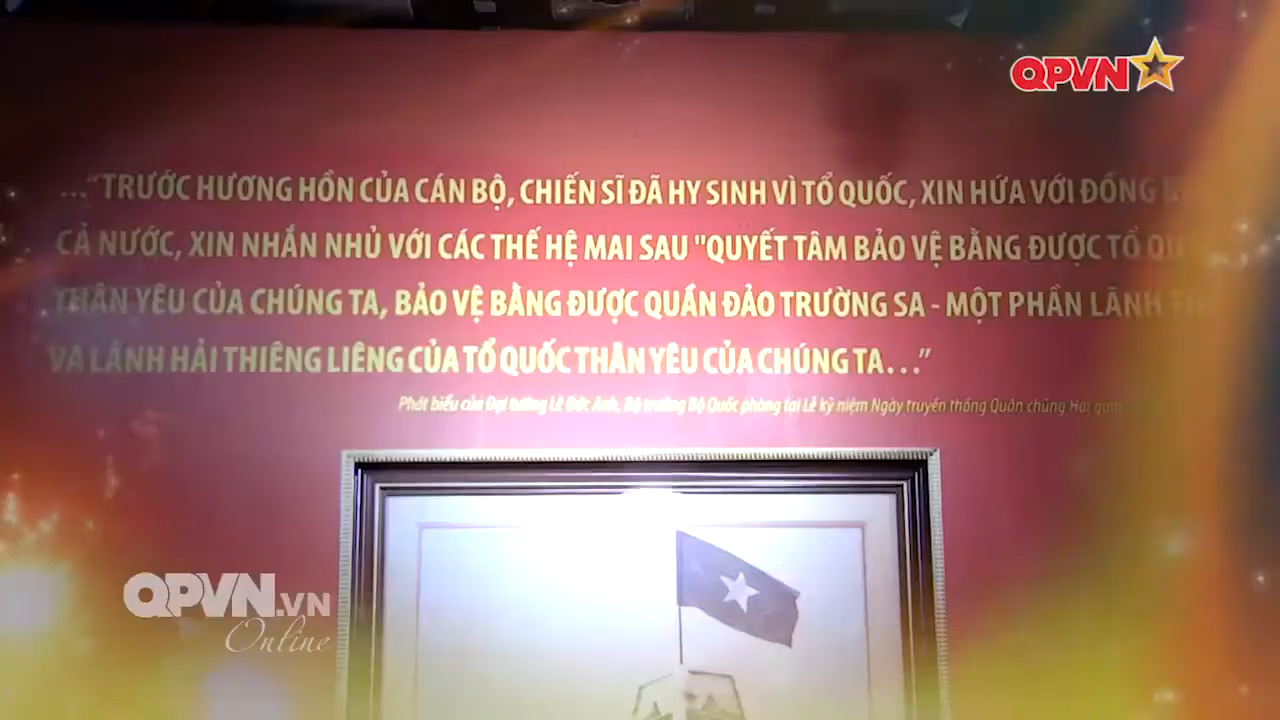 QPVN
..."TRƯỚC HƯƠNG HỒN CỦA CÁN BỘ, CHIẾN SĨ ĐÃ HY SINH VÌ TỔ QUỐC, XIN HỨA VỚI ĐỒNG
CẢ NƯỚC, XIN NHẮN NHỦ VỚI CÁC THẾ HỆ MAI SAU "QUYẾT TÂM BẢO VỆ BẰNG ĐƯỢC TỔ
THÂN YÊU CỦA CHÚNG TA, BẢO VỆ BẰNG ĐƯỢC QUẦN ĐẢO TRƯỜNG SA - MỘT PHẦN LÃNH
VÀ LÃNH HẢI THIÊNG LIÊNG CỦA TỔ QUỐC THÂN YÊU CỦA CHÚNG TA..."
Phát biểu của Đại tướng Lê Đức Anh, Bộ trưởng Bộ Quốc phòng tại Lễ kỷ niệm Ngày truyền thống Quân chủng Hải quân
QPVN.VN
Online